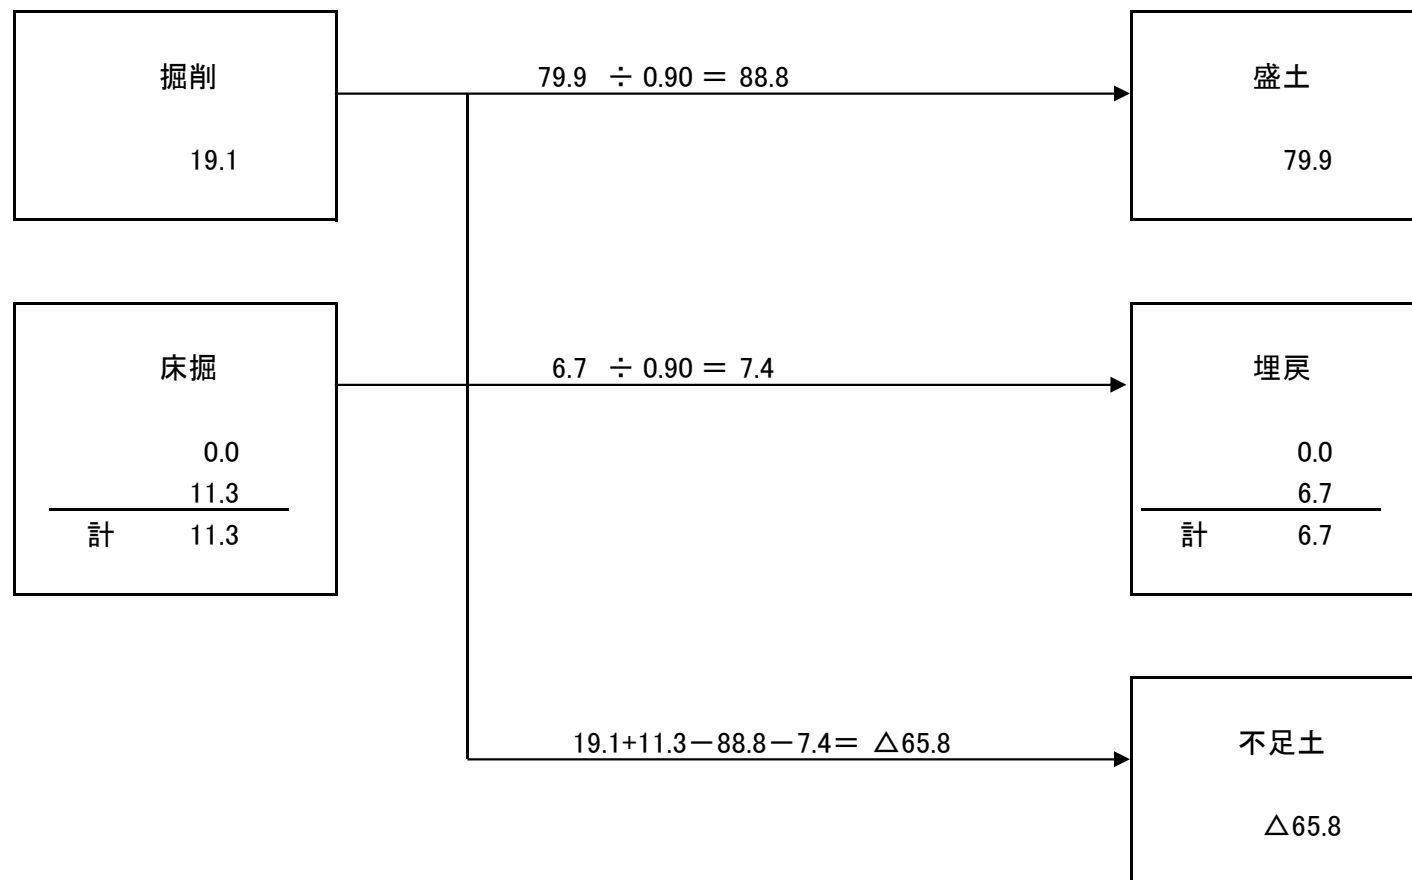 掘削
79.9 ÷ 0.90 ＝ 88.8
盛土
19.1
79.9
床掘
6.7 ÷ 0.90 ＝ 7.4
埋戻
0.0
11.3
計 11.3
0.0
6.7
計 6.7
19.1+11.3－88.8－7.4＝ △65.8
不足土
△65.8